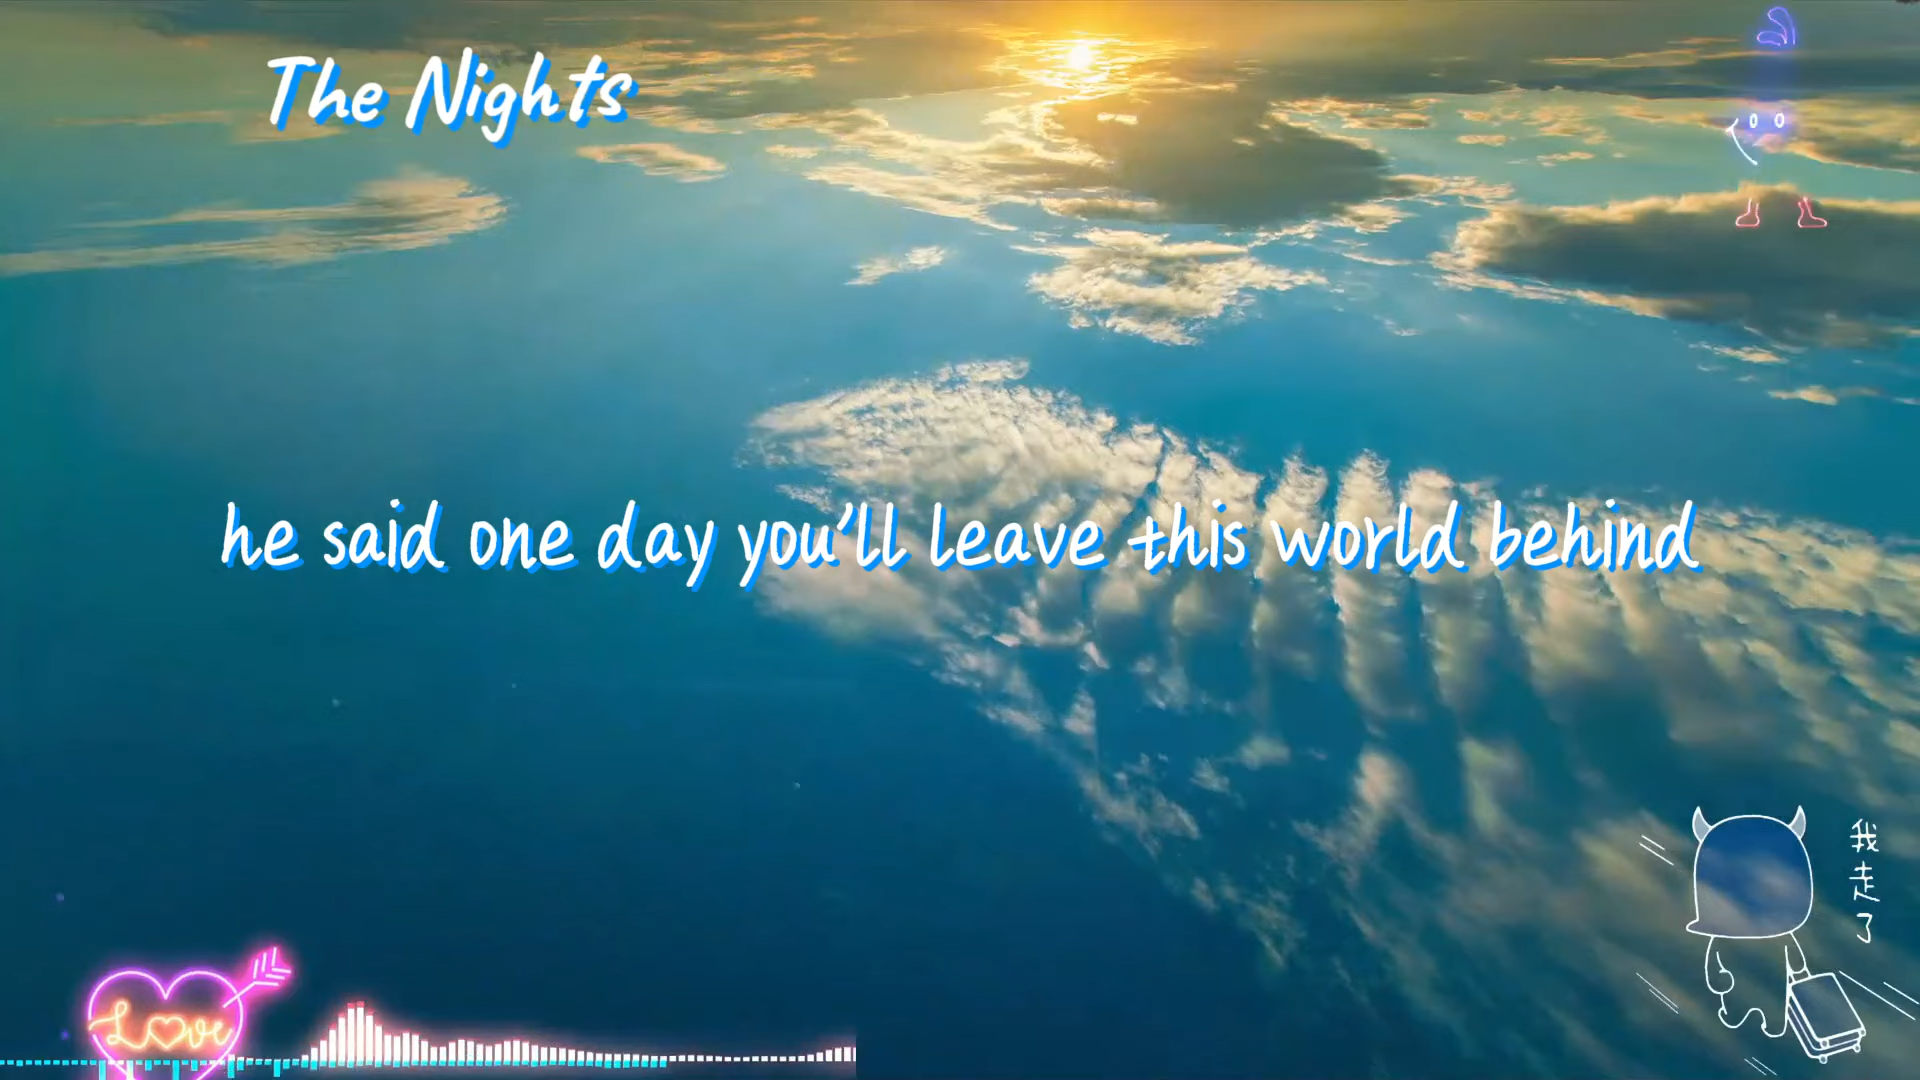 The Nights
he said one day you'll leave this world behind
我走了
Love